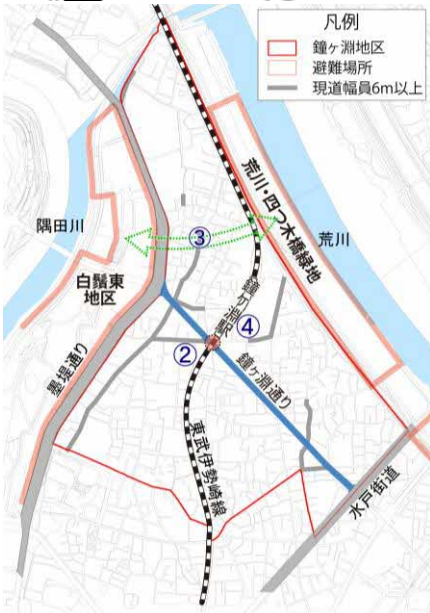 凡例
鐘ヶ淵地区
避難場所
現道幅員6m以上
荒川・四つ木橋緑地
荒川
隅田川
③
白鬚東
地区
鐘ヶ淵駅
④
②
墨堤通り
鐘ヶ淵通り
東武伊勢崎線
水戸街道